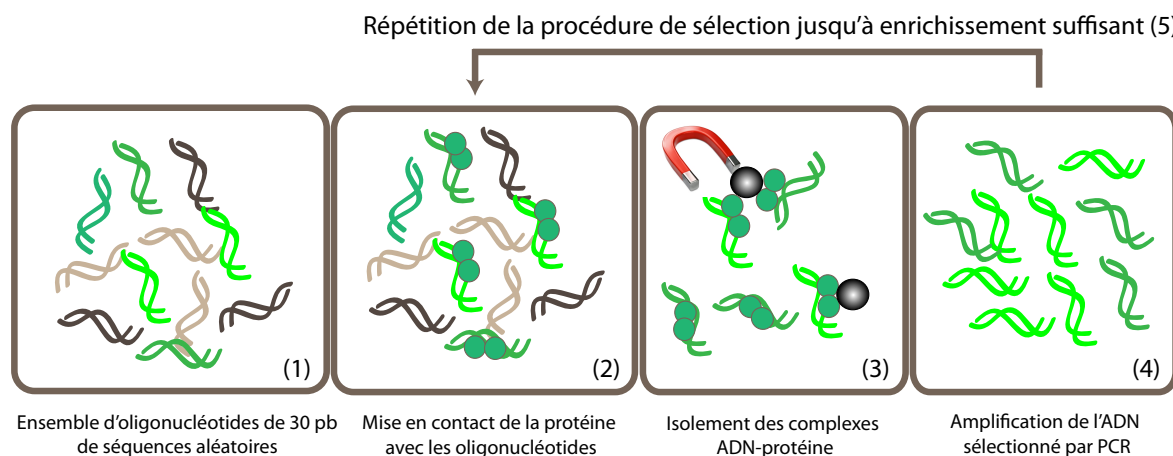 Répétition de la procédure de sélection jusqu'à enrichissement suffisant (5)
(1)
(2)
(3)
(4)
Ensemble d'oligonucléotides de 30 pb
de séquences aléatoires
Mise en contact de la protéine
avec les oligonucléotides
Isolement des complexes
ADN-protéine
Amplification de l'ADN
sélectionné par PCR